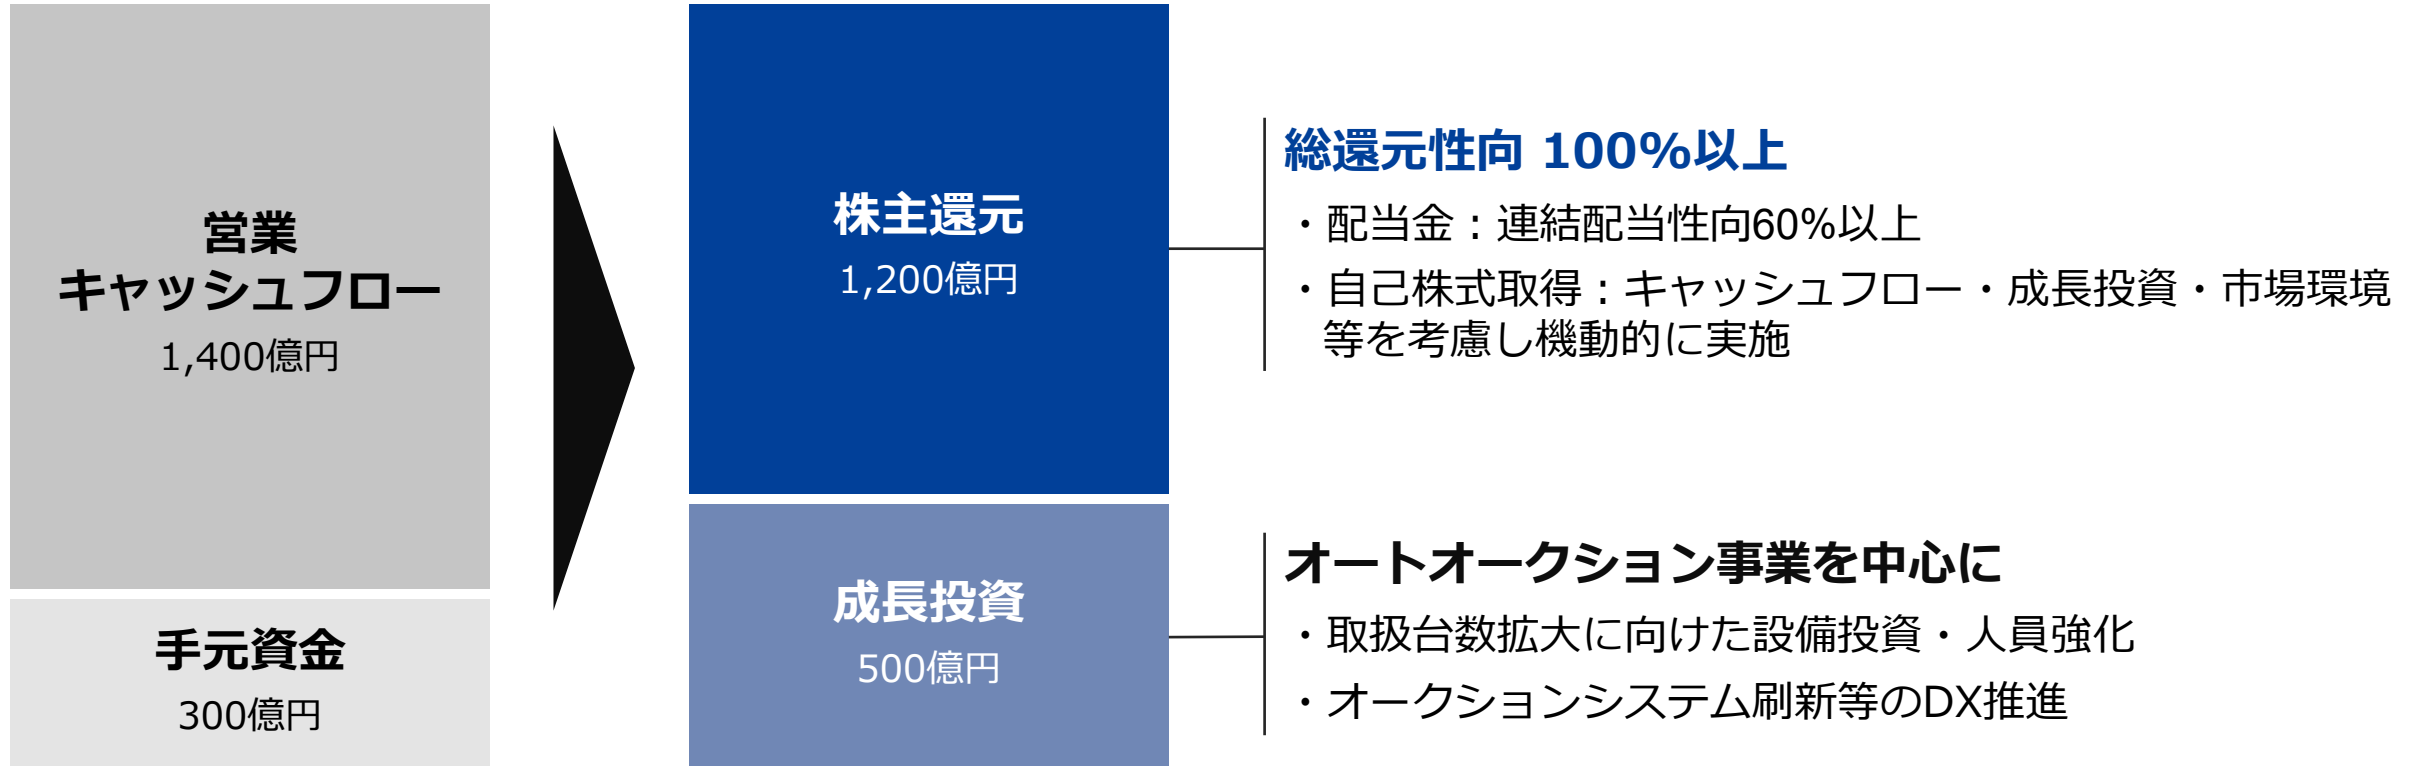 営業
キャッシュフロー
1,400億円
手元資金
300億円
株主還元
1,200億円
総還元性向 100%以上
・配当金：連結配当性向60%以上
・自己株式取得：キャッシュフロー・成長投資・市場環境
等を考慮し機動的に実施
成長投資
500億円
オートオークション事業を中心に
・取扱台数拡大に向けた設備投資・人員強化
・オークションシステム刷新等のDX推進